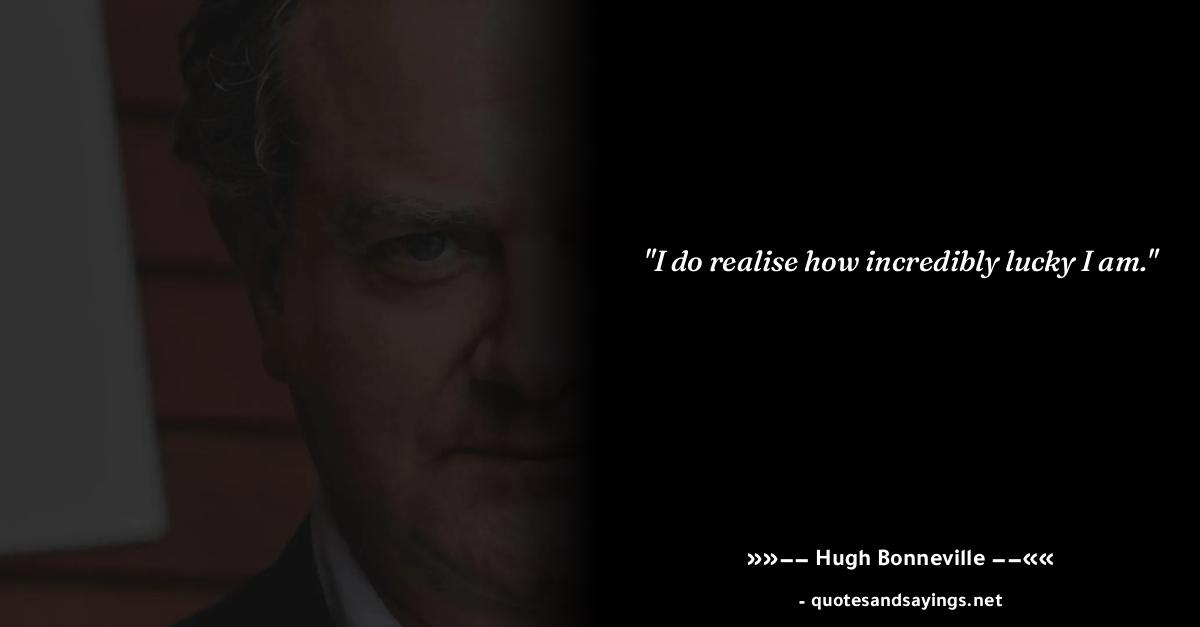 "I do realise how incredibly lucky I am."
»»–– Hugh Bonneville ––««
- quotesandsayings.net